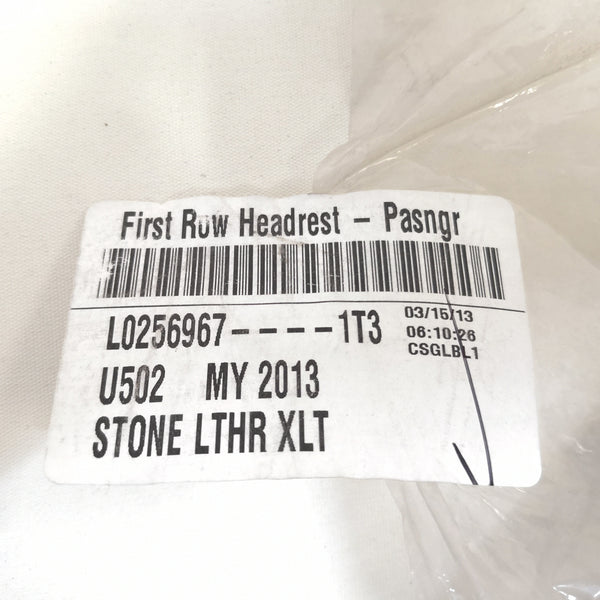 First Row Headrest - Pasngr
L0256967----1T3
03/15/13
06:10:26
CSGLBL1
U502 MY 2013
STONE LTHR XLT